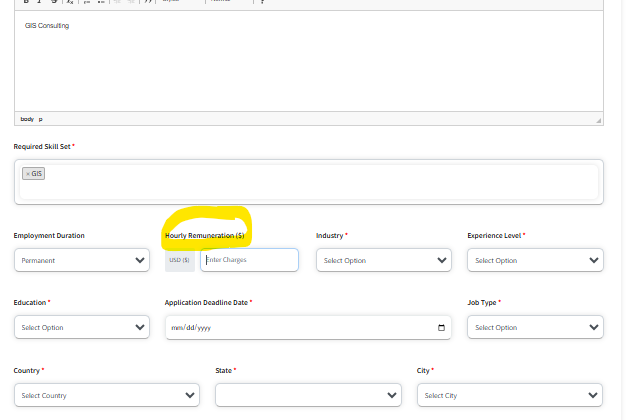 GIS Consulting
body p
Required Skill Set *
× GIS
Employment Duration Hourly Remuneration ($) Industry * Experience Level *
Permanent USD ($) Enter Charges Select Option Select Option
Education * Application Deadline Date * Job Type *
Select Option mm/dd/yyyy Select Option
Country * State * City *
Select Country Select City